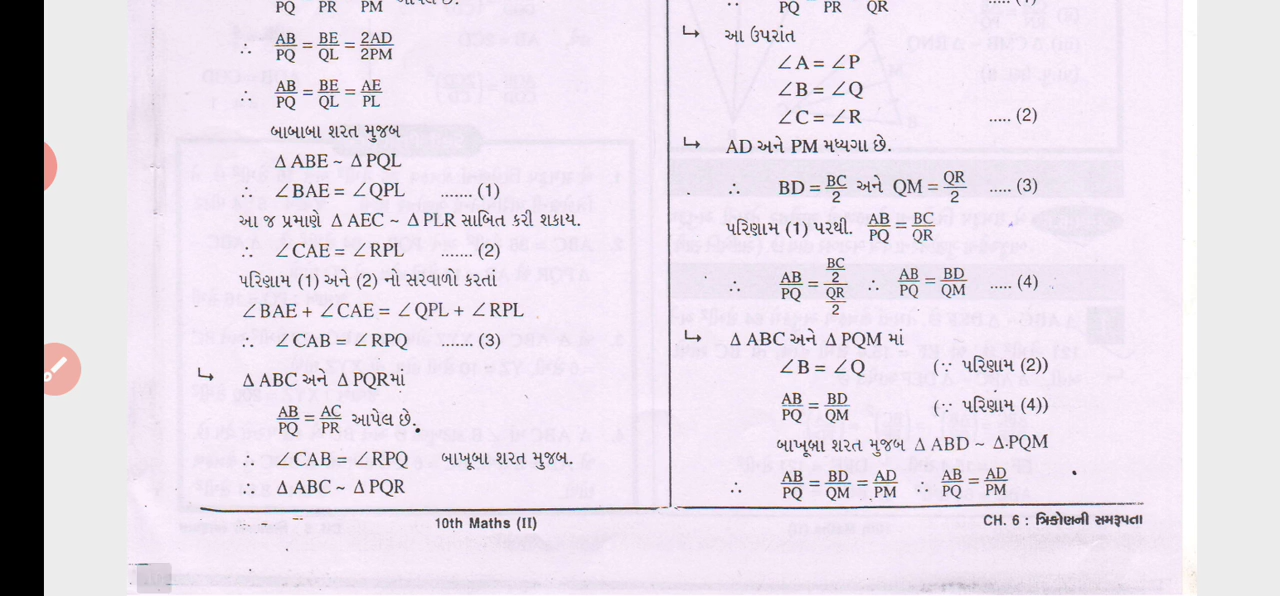 PQ PR PM આપેલ છે.
∴ AB/PQ = BE/QL = 2AD/2PM
∴ AB/PQ = BE/QL = AE/PL
બાબાબા શરત મુજબ
Δ ABE ~ Δ PQL
∴ ∠BAE = ∠QPL ....... (1)
આ જ પ્રમાણે Δ AEC ~ Δ PLR સાબિત કરી શકાય.
∴ ∠CAE = ∠RPL ....... (2)
પરિણામ (1) અને (2) નો સરવાળો કરતાં
∠BAE + ∠CAE = ∠QPL + ∠RPL
∴ ∠CAB = ∠RPQ ....... (3)
↳ Δ ABC અને Δ PQRમાં
AB/PQ = AC/PR આપેલ છે.
∴ ∠CAB = ∠RPQ બાખૂબા શરત મુજબ.
∴ Δ ABC ~ Δ PQR
10th Maths (II)
∴ PQ PR QR
↳ આ ઉપરાંત
∠A = ∠P
∠B = ∠Q
∠C = ∠R ..... (2)
↳ AD અને PM મધ્યગા છે.
∴ BD = BC/2 અને QM = QR/2 ..... (3)
પરિણામ (1) પરથી. AB/PQ = BC/QR
∴ AB/PQ = (BC/2)/(QR/2) ∴ AB/PQ = BD/QM ..... (4)
↳ Δ ABC અને Δ PQM માં
∠B = ∠Q (∵ પરિણામ (2))
AB/PQ = BD/QM (∵ પરિણામ (4))
બાખૂબા શરત મુજબ Δ ABD ~ Δ PQM
∴ AB/PQ = BD/QM = AD/PM ∵ AB/PQ = AD/PM
CH. 6 : ત્રિકોણની સમરૂપતા